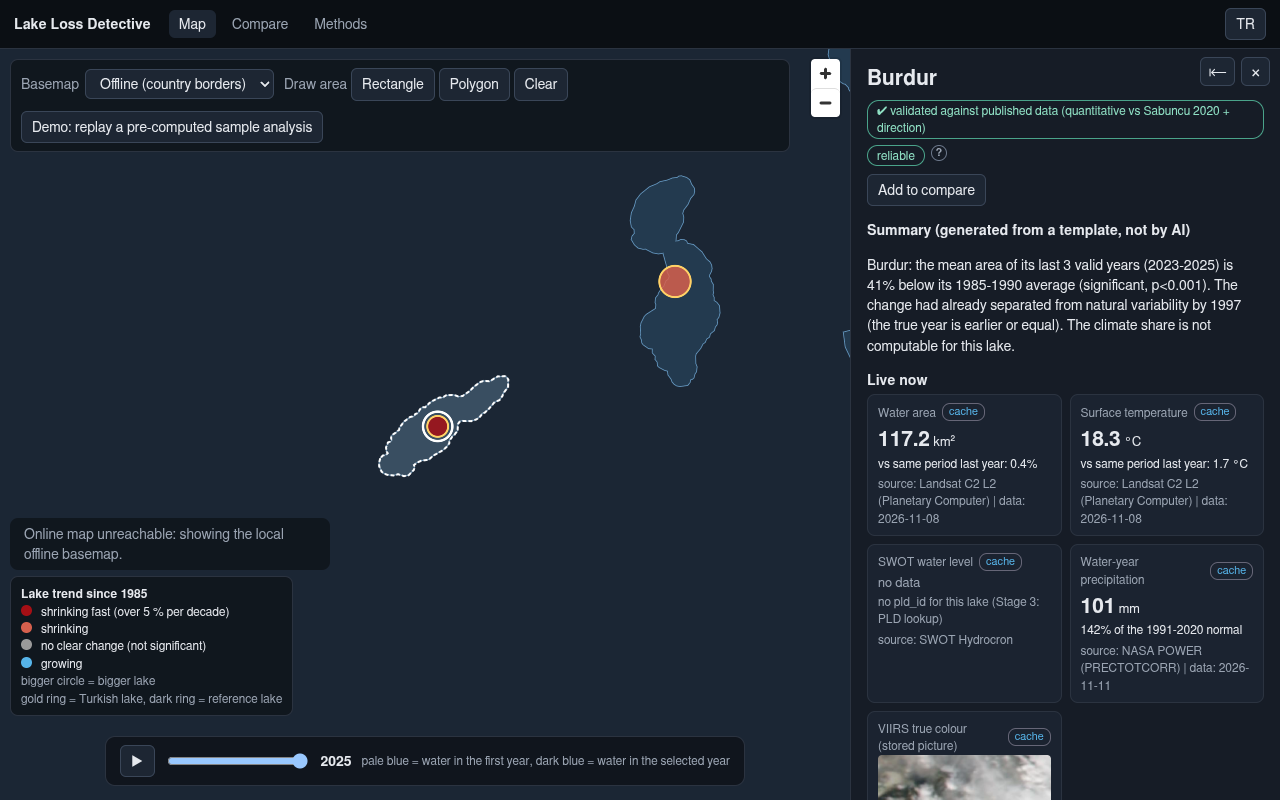 Lake Loss Detective Map Compare Methods TR
Basemap Offline (country borders) Draw area Rectangle Polygon Clear
Demo: replay a pre-computed sample analysis
+
−
Online map unreachable: showing the local
offline basemap.
Lake trend since 1985
shrinking fast (over 5 % per decade)
shrinking
no clear change (not significant)
growing
bigger circle = bigger lake
gold ring = Turkish lake, dark ring = reference lake
2025 pale blue = water in the first year, dark blue = water in the selected year
Burdur
✔ validated against published data (quantitative vs Sabuncu 2020 +
direction)
reliable ?
Add to compare
Summary (generated from a template, not by AI)
Burdur: the mean area of its last 3 valid years (2023-2025) is
41% below its 1985-1990 average (significant, p<0.001). The
change had already separated from natural variability by 1997
(the true year is earlier or equal). The climate share is not
computable for this lake.
Live now
Water area cache
117.2 km²
vs same period last year: 0.4%
source: Landsat C2 L2
(Planetary Computer) | data:
2026-11-08
Surface temperature cache
18.3 °C
vs same period last year: 1.7 °C
source: Landsat C2 L2
(Planetary Computer) | data:
2026-11-08
SWOT water level cache
no data
no pld_id for this lake (Stage 3:
PLD lookup)
source: SWOT Hydrocron
Water-year
precipitation cache
101 mm
142% of the 1991-2020 normal
source: NASA POWER
(PRECTOTCORR) | data: 2026-
11-11
VIIRS true colour
(stored picture) cache